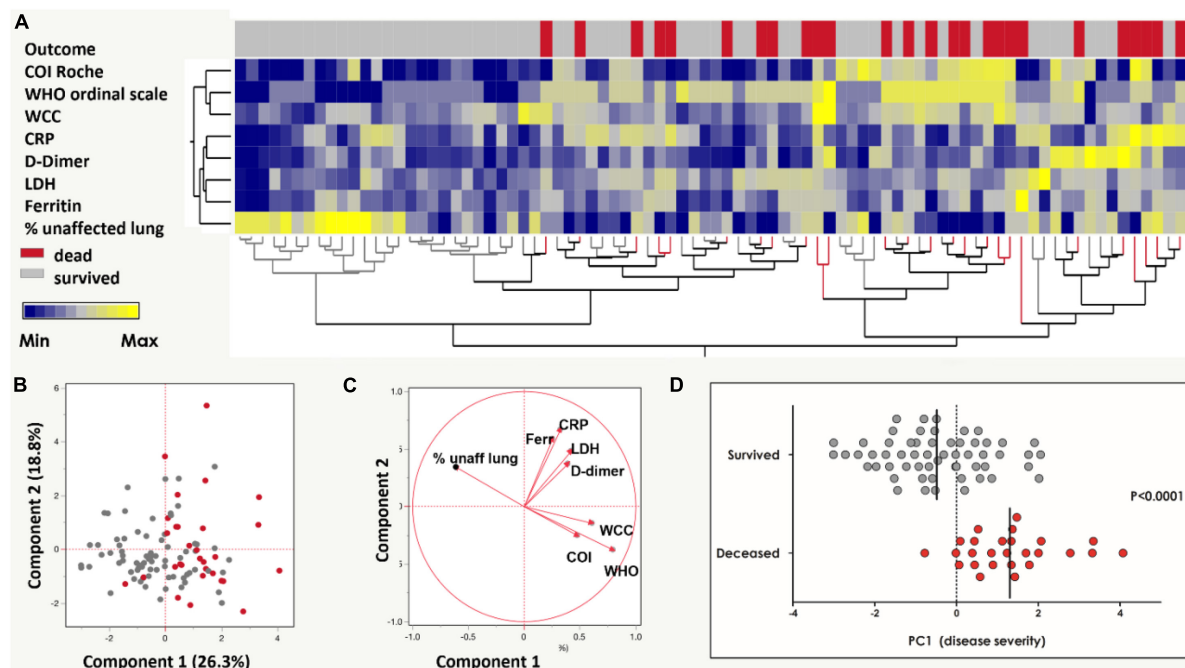 A
Outcome
COI Roche
WHO ordinal scale
WCC
CRP
D-Dimer
LDH
Ferritin
% unaffected lung
dead
survived
Min Max
B
6
4
2
0
-2
-2 0 2 4
Component 2 (18.8%)
Component 1 (26.3%)
C
1.0
5
0
5
1.0
1.0 0.5 0 0.5 1.0
%)
Component 2
Component 1
CRP
Ferr
LDH
% unaff lung
D-dimer
WCC
COI
WHO
D
Survived
P<0.0001
Deceased
-4 -2 0 2 4
PC1 (disease severity)